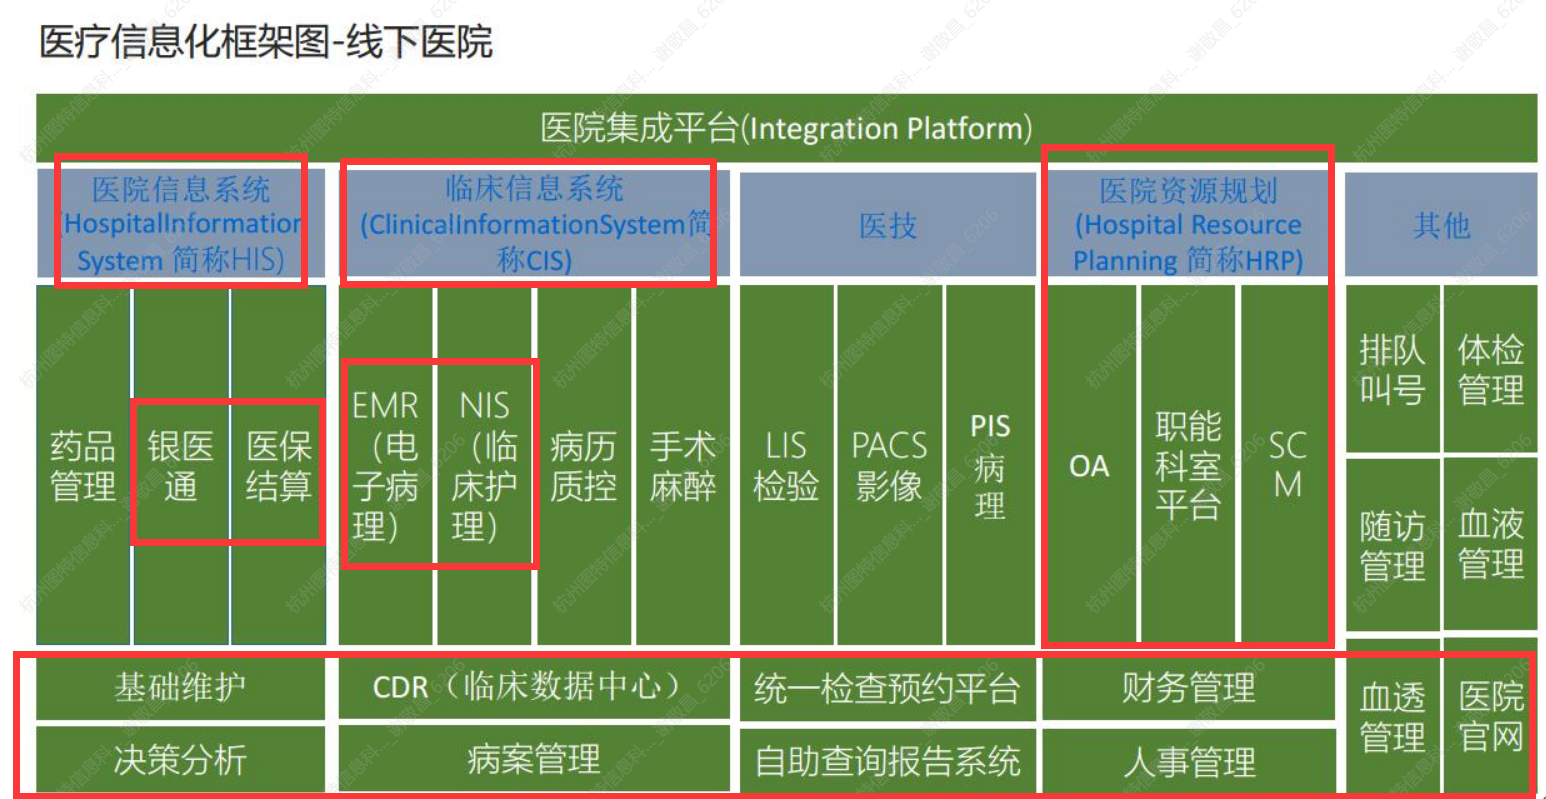 医疗信息化框架图-线下医院
医院集成平台(Integration Platform)
医院信息系统
(HospitalInformation
System 简称HIS)
临床信息系统
(ClinicalInformationSystem简
称CIS)
医技
医院资源规划
(Hospital Resource
Planning 简称HRP)
其他
药品
管理
银医
通
医保
结算
EMR
（电
子病
理）
NIS
（临
床护
理）
病历
质控
手术
麻醉
LIS
检验
PACS
影像
PIS
病
理
OA
职能
科室
平台
SC
M
排队
叫号
体检
管理
随访
管理
血液
管理
血透
管理
医院
官网
基础维护
CDR（临床数据中心）
统一检查预约平台
财务管理
决策分析
病案管理
自助查询报告系统
人事管理